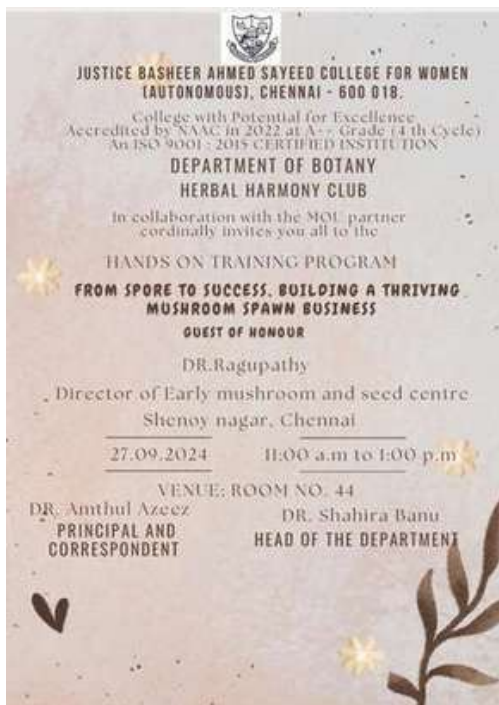 JUSTICE BASHEER AHMED SAYEED COLLEGE FOR WOMEN
(AUTONOMOUS), CHENNAI - 600 018.
College with Potential for Excellence
Accredited by NAAC in 2022 at A++ Grade (4 th Cycle)
An ISO 9001 : 2015 CERTIFIED INSTITUTION
DEPARTMENT OF BOTANY
HERBAL HARMONY CLUB
In collaboration with the MOU partner
cordinally invites you all to the
HANDS ON TRAINING PROGRAM
FROM SPORE TO SUCCESS, BUILDING A THRIVING
MUSHROOM SPAWN BUSINESS
GUEST OF HONOUR
DR.Ragupathy
Director of Early mushroom and seed centre
Shenoy nagar, Chennai
27.09.2024 11:00 a.m to 1:00 p.m
VENUE: ROOM NO. 44
DR. Amthul Azeez
PRINCIPAL AND
CORRESPONDENT
DR. Shahira Banu
HEAD OF THE DEPARTMENT